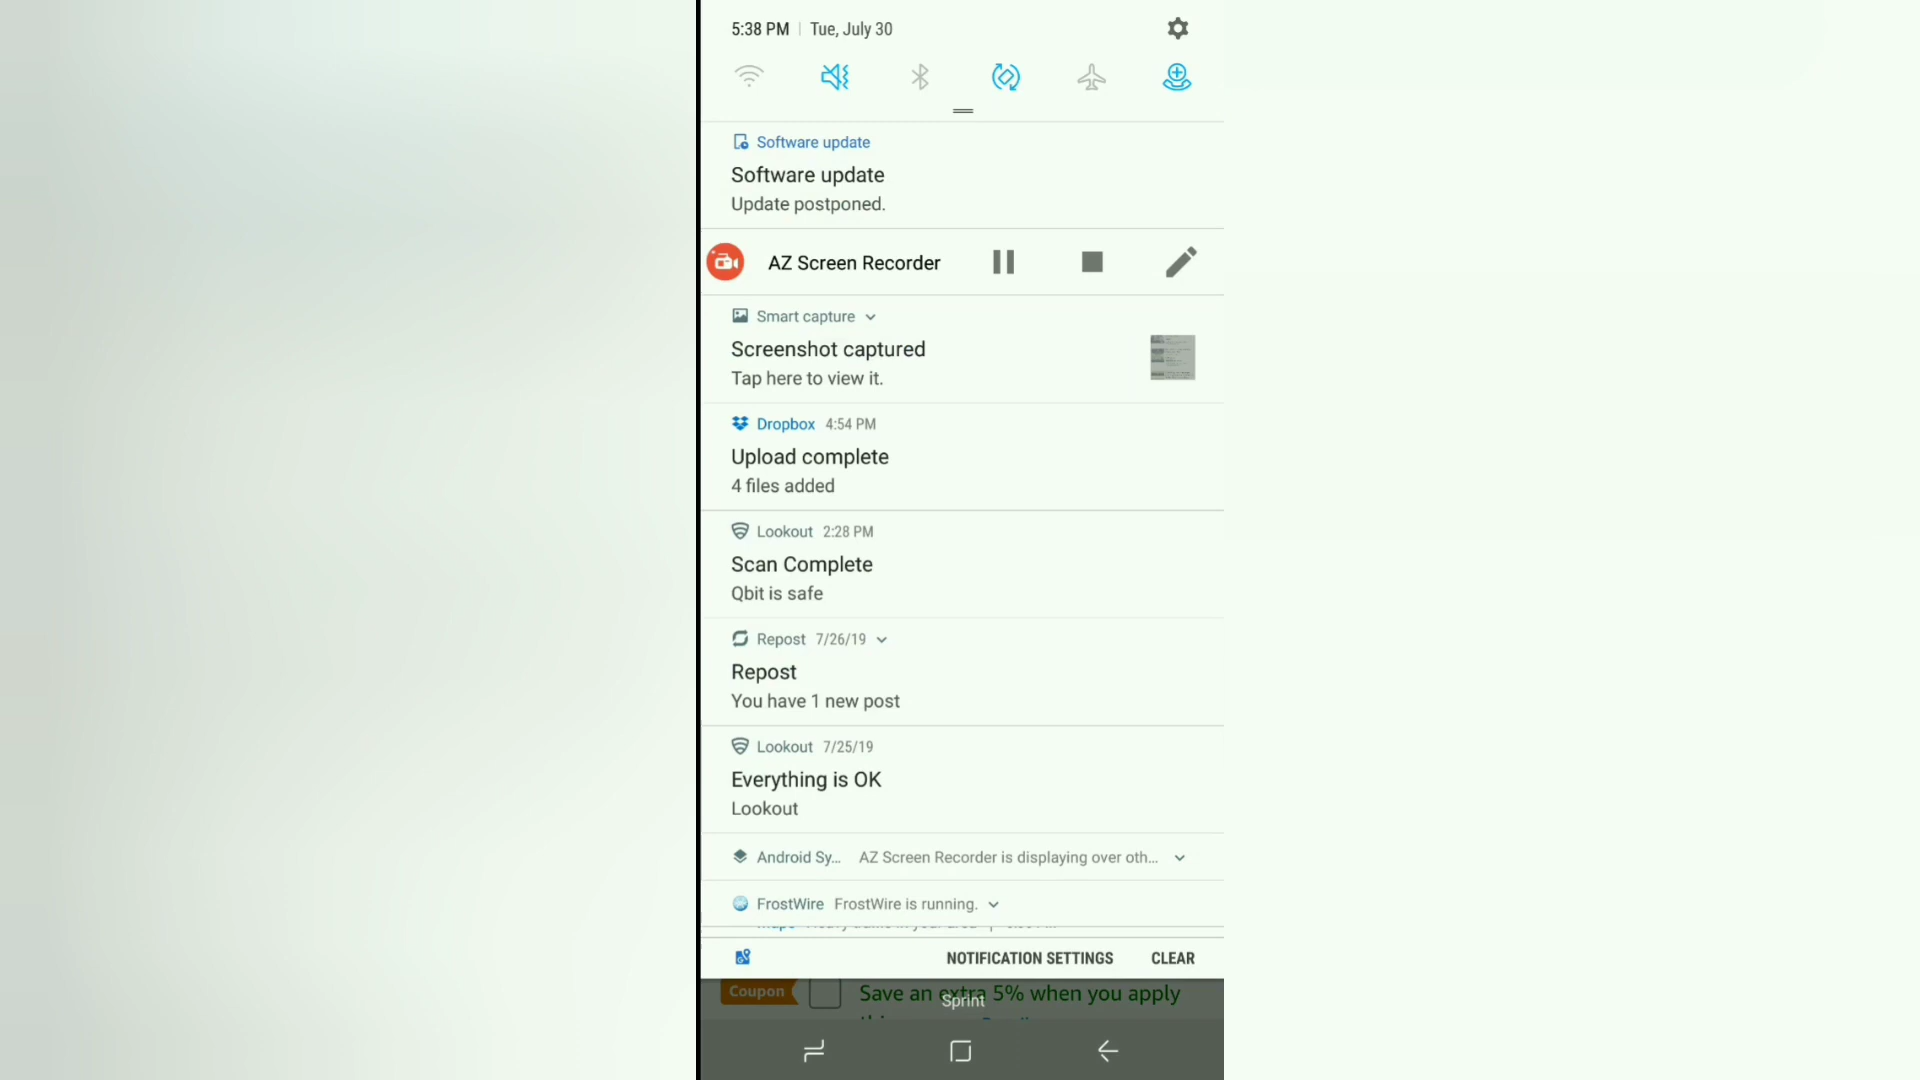 5:38 PM | Tue, July 30
Software update
Software update
Update postponed.
AZ Screen Recorder
Smart capture
Screenshot captured
Tap here to view it.
Dropbox 4:54 PM
Upload complete
4 files added
Lookout 2:28 PM
Scan Complete
Qbit is safe
Repost 7/26/19
Repost
You have 1 new post
Lookout 7/25/19
Everything is OK
Lookout
Android Sy... AZ Screen Recorder is displaying over oth...
FrostWire FrostWire is running.
NOTIFICATION SETTINGS CLEAR
Coupon Save an extra 5% when you apply
Sprint